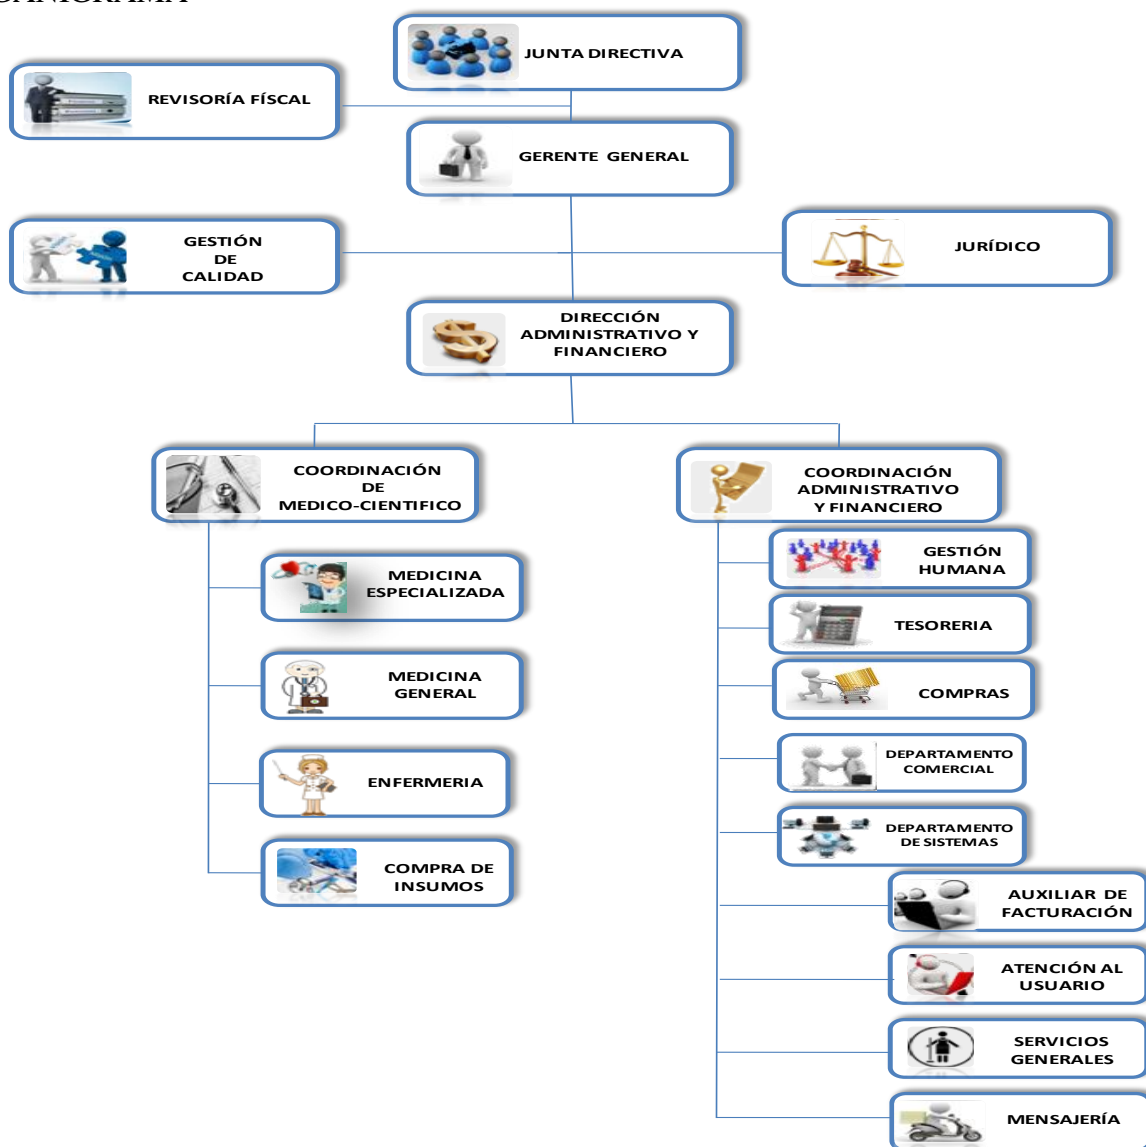 JUNTA DIRECTIVA
REVISORÍA FÍSCAL
GERENTE GENERAL
GESTIÓN
DE
CALIDAD
JURÍDICO
DIRECCIÓN
ADMINISTRATIVO Y
FINANCIERO
COORDINACIÓN
DE
MEDICO-CIENTIFICO
COORDINACIÓN
ADMINISTRATIVO
Y FINANCIERO
MEDICINA
ESPECIALIZADA
MEDICINA
GENERAL
ENFERMERIA
COMPRA DE
INSUMOS
GESTIÓN
HUMANA
TESORERIA
COMPRAS
DEPARTAMENTO
COMERCIAL
DEPARTAMENTO
DE SISTEMAS
AUXILIAR DE
FACTURACIÓN
ATENCIÓN AL
USUARIO
SERVICIOS
GENERALES
MENSAJERÍA